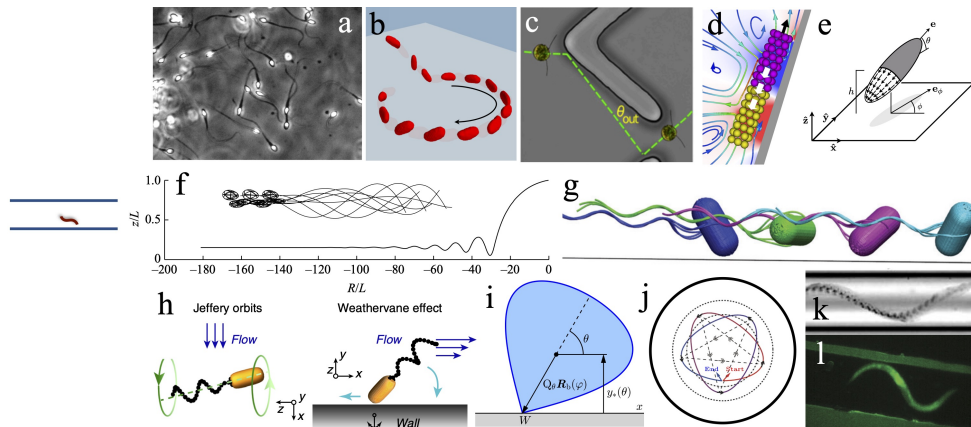 a
b
c
θout
d
e
e
θ
h
eϕ
ϕ
ẑ
ŷ
x̂
f
z/L
1.0
0.5
0
−200 −180 −160 −140 −120 −100 −80 −60 −40 −20 0
R/L
g
h
Jeffery orbits
Flow
z
y
x
Weathervane effect
Flow
y
z
x
Wall
i
θ
QθRb(φ)
y*(θ)
W
x
j
End
Start
k
l